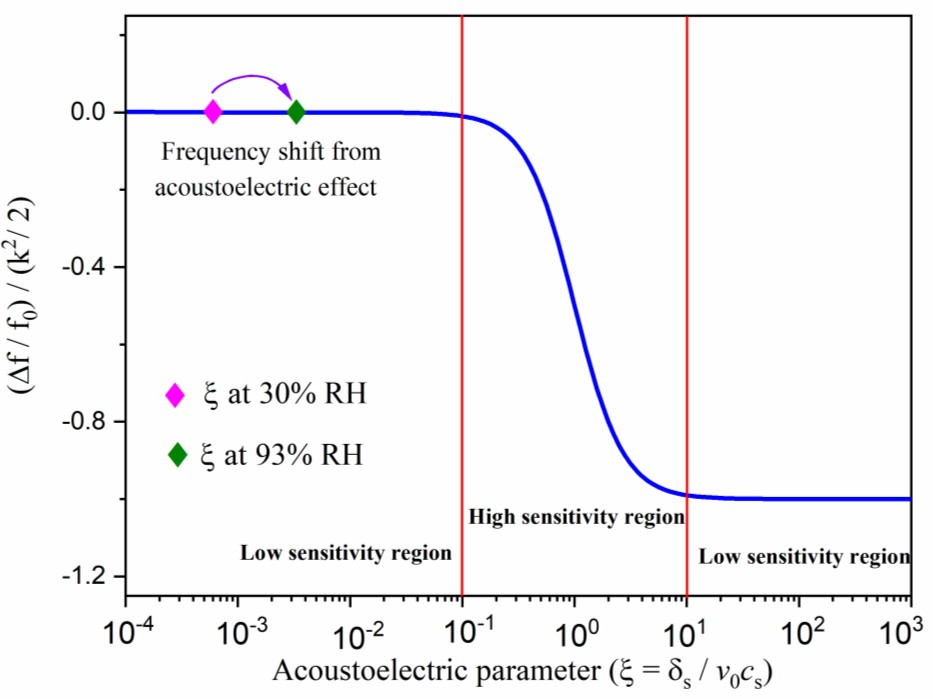 0.0
-0.4
-0.8
-1.2
(Δf / f₀) / (k²/ 2)
Frequency shift from
acoustoelectric effect
ξ at 30% RH
ξ at 93% RH
High sensitivity region
Low sensitivity region
Low sensitivity region
10⁻⁴ 10⁻³ 10⁻² 10⁻¹ 10⁰ 10¹ 10² 10³
Acoustoelectric parameter (ξ = δₛ / v₀cₛ)